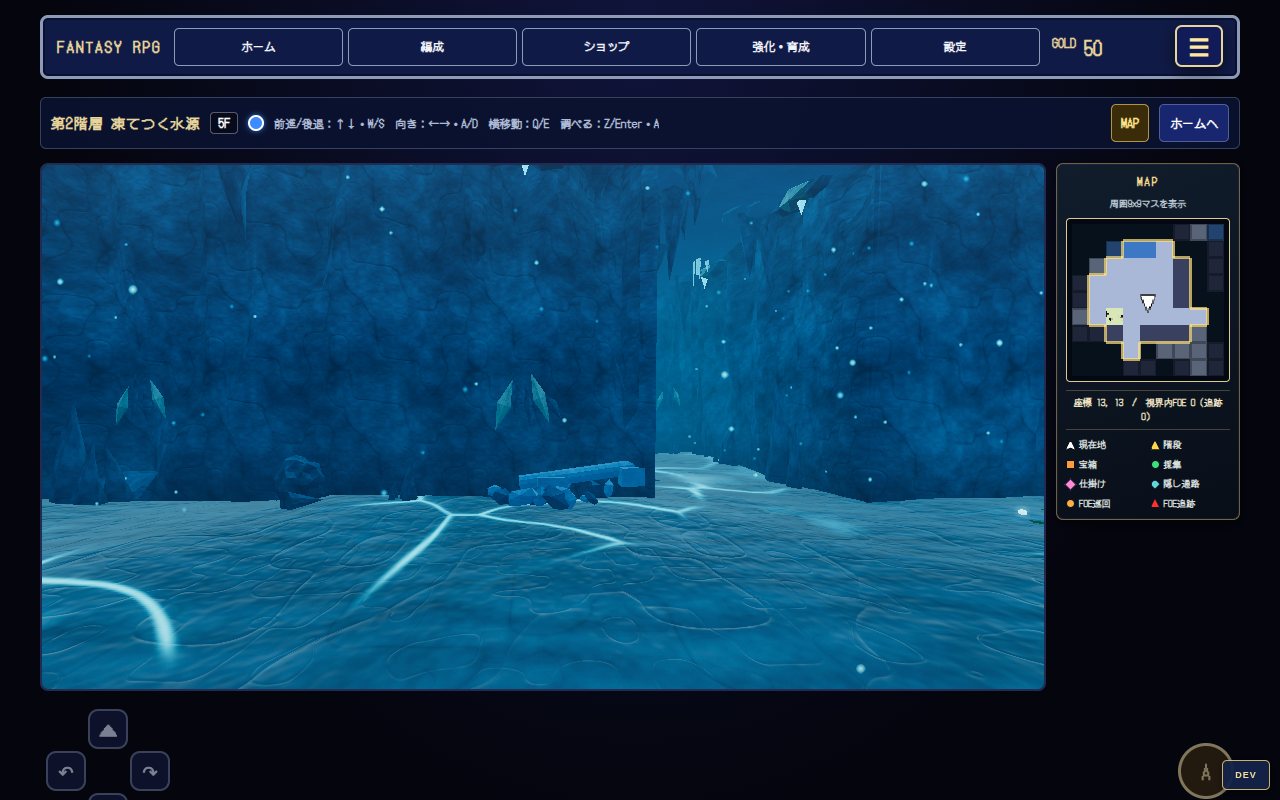 FANTASY RPG
ホーム
編成
ショップ
強化・育成
設定
GOLD 50
第2階層 凍てつく水源 5F 前進/後退：↑↓・W/S 向き：←→・A/D 横移動：Q/E 調べる：Z/Enter・A
MAP
ホームへ
MAP
周囲9x9マスを表示
座標 13, 13 / 視界内FOE 0（追跡
0）
現在地
階段
宝箱
採集
仕掛け
隠し通路
FOE巡回
FOE追跡
A
DEV